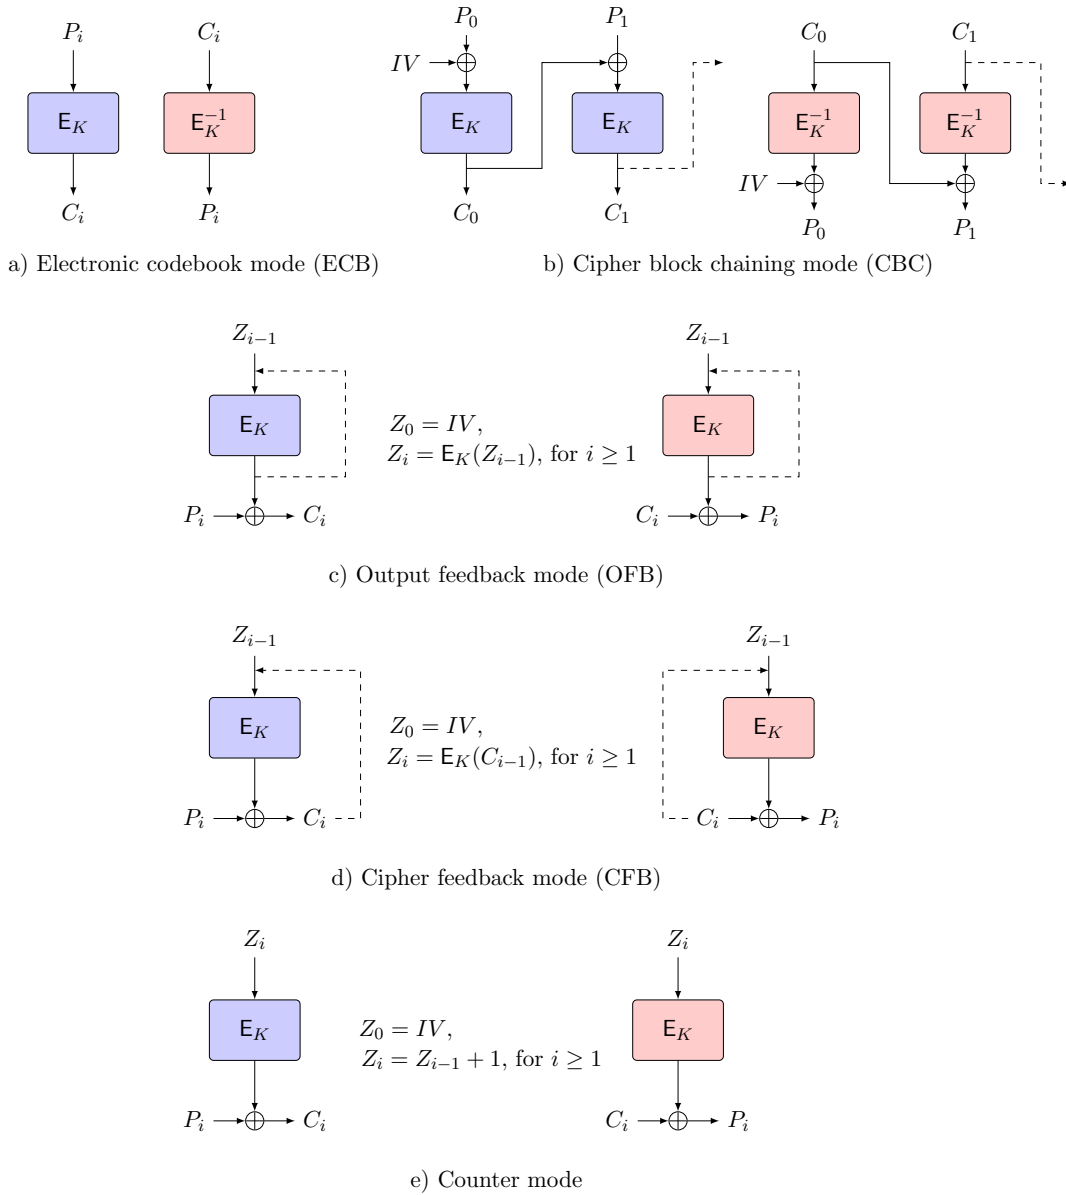 P_i C_i
E_K E_K^{-1}
C_i P_i
a) Electronic codebook mode (ECB)
P_0 P_1
IV ⊕ ⊕
E_K E_K
C_0 C_1
C_0 C_1
E_K^{-1} E_K^{-1}
IV ⊕ ⊕
P_0 P_1
b) Cipher block chaining mode (CBC)
Z_{i−1} Z_{i−1}
E_K Z_0 = IV, E_K
Z_i = E_K(Z_{i−1}), for i ≥ 1
P_i ⊕ C_i C_i ⊕ P_i
c) Output feedback mode (OFB)
Z_{i−1} Z_{i−1}
E_K Z_0 = IV, E_K
Z_i = E_K(C_{i−1}), for i ≥ 1
P_i ⊕ C_i C_i ⊕ P_i
d) Cipher feedback mode (CFB)
Z_i Z_i
E_K Z_0 = IV, E_K
Z_i = Z_{i−1} + 1, for i ≥ 1
P_i ⊕ C_i C_i ⊕ P_i
e) Counter mode